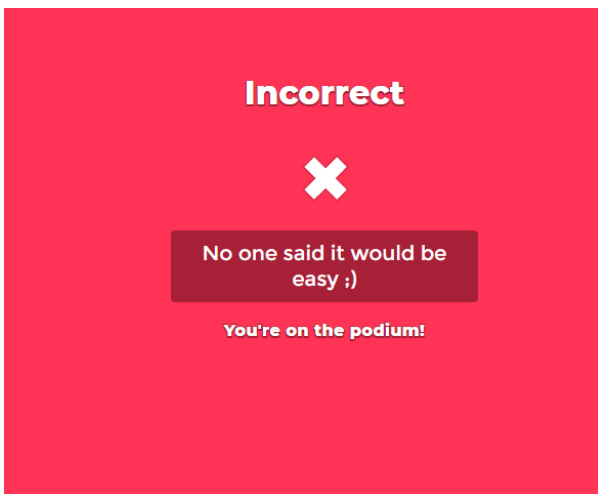 Incorrect
No one said it would be
easy ;)
You're on the podium!